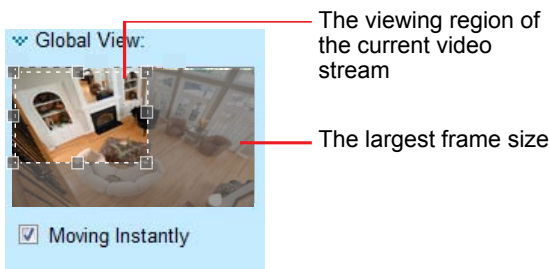 Global View:
Moving Instantly
The viewing region of
the current video
stream
The largest frame size